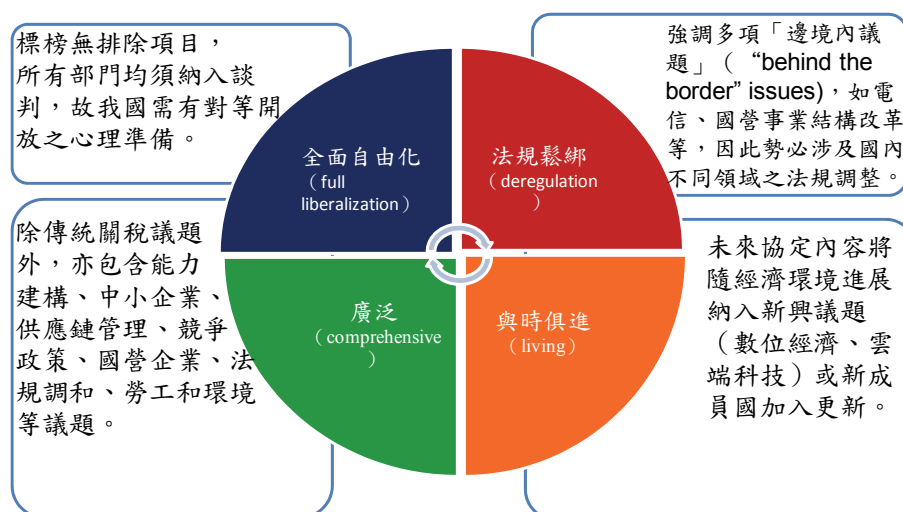 標榜無排除項目，
所有部門均須納入談
判，故我國需有對等開
放之心理準備。
全面自由化
（full
liberalization）
法規鬆綁
（deregulation
）
強調多項「邊境內議
題」（ “behind the
border” issues)，如電
信、國營事業結構改革
等，因此勢必涉及國內
不同領域之法規調整。
除傳統關稅議題
外，亦包含能力
建構、中小企業、
供應鏈管理、競爭
政策、國營企業、法
規調和、勞工和環境
等議題。
廣泛
（comprehensive
）
與時俱進
（living）
未來協定內容將
隨經濟環境進展
納入新興議題
（數位經濟、雲
端科技）或新成
員國加入更新。